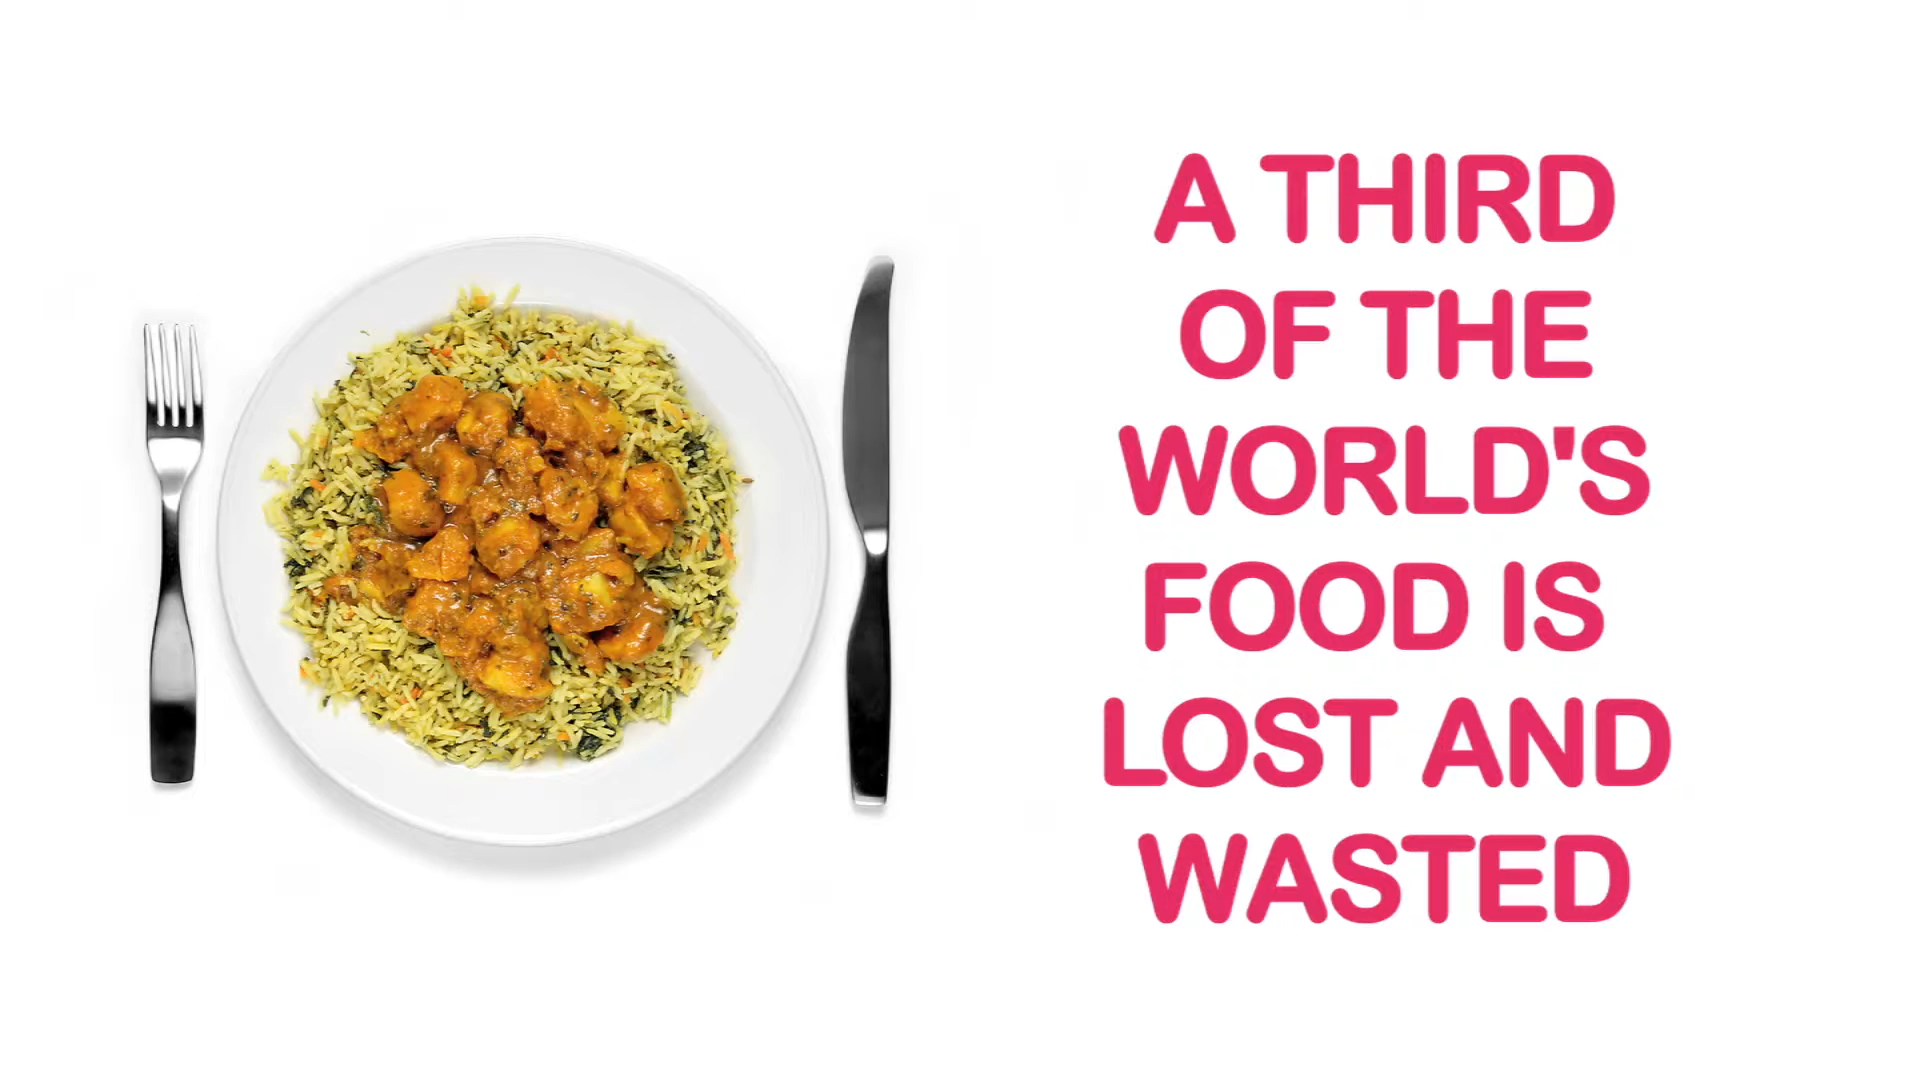 A THIRD
OF THE
WORLD'S
FOOD IS
LOST AND
WASTED